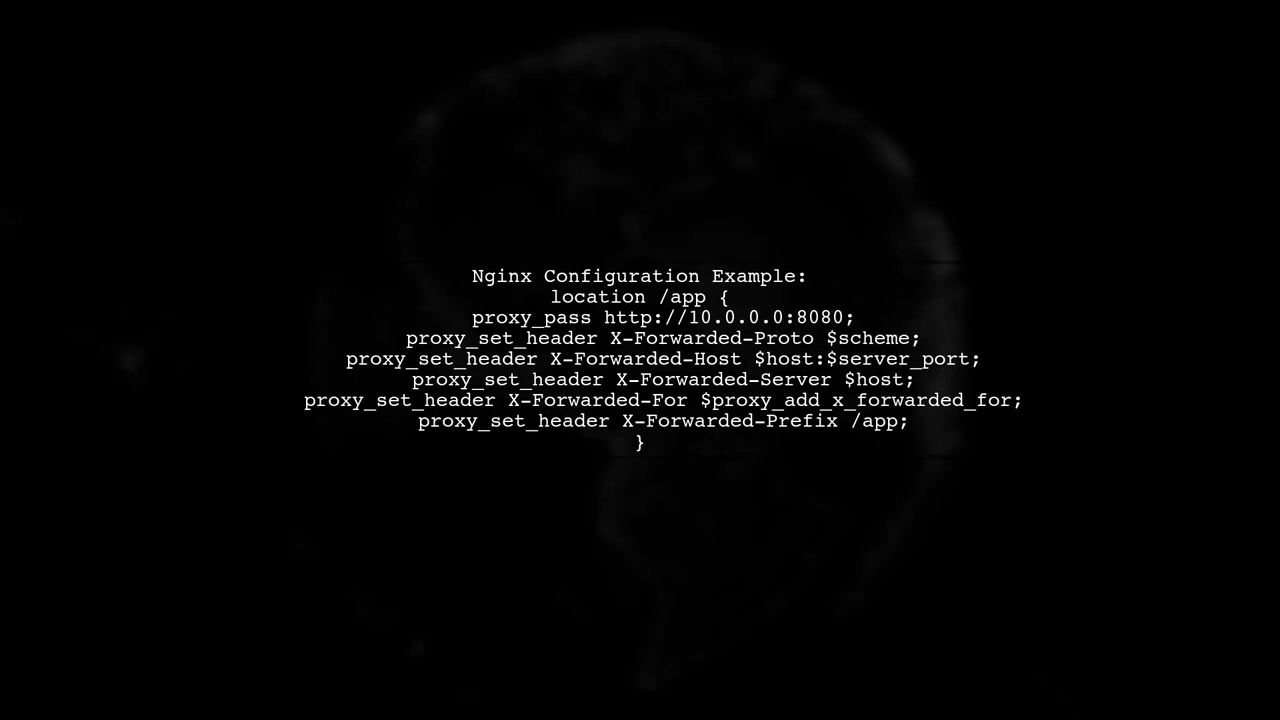 Nginx Configuration Example:
location /app {
proxy_pass http://10.0.0.0:8080;
proxy_set_header X-Forwarded-Proto $scheme;
proxy_set_header X-Forwarded-Host $host:$server_port;
proxy_set_header X-Forwarded-Server $host;
proxy_set_header X-Forwarded-For $proxy_add_x_forwarded_for;
proxy_set_header X-Forwarded-Prefix /app;
}